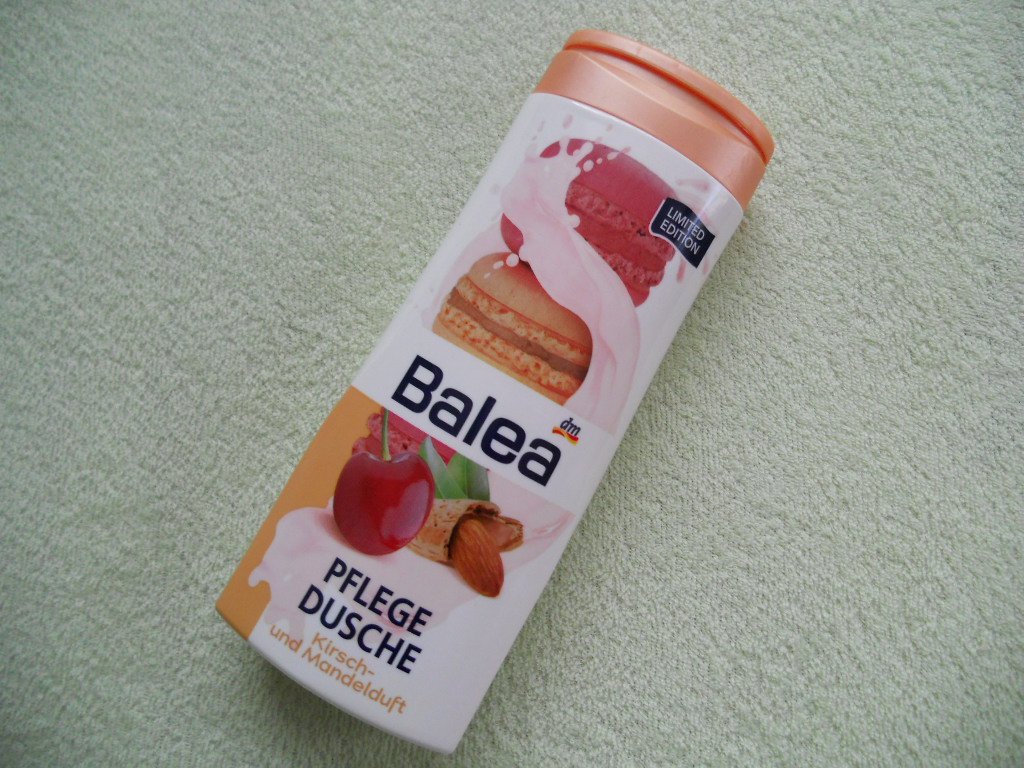 LIMITED
EDITION
Balea
dm
PFLEGE
DUSCHE
Kirsch-
und Mandelduft